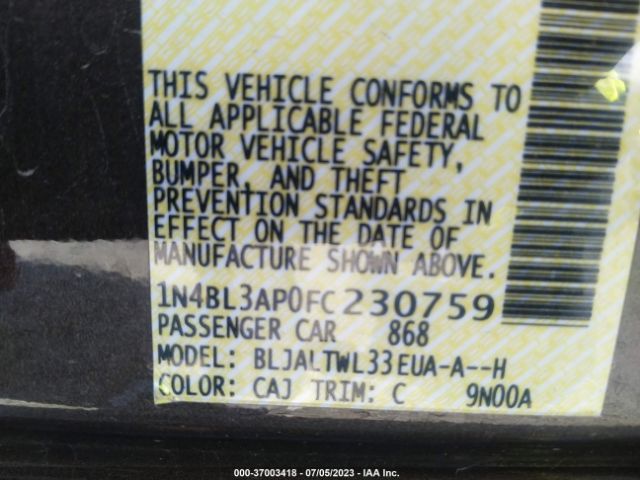 THIS VEHICLE CONFORMS TO
ALL APPLICABLE FEDERAL
MOTOR VEHICLE SAFETY,
BUMPER, AND THEFT
PREVENTION STANDARDS IN
EFFECT ON THE DATE OF
MANUFACTURE SHOWN ABOVE.
1N4BL3AP0FC230759
PASSENGER CAR 868
MODEL: BLJALTWL33EUA-A--H
COLOR: CAJ TRIM: C 9N00A
000-37003418 - 07/05/2023 - IAA Inc.